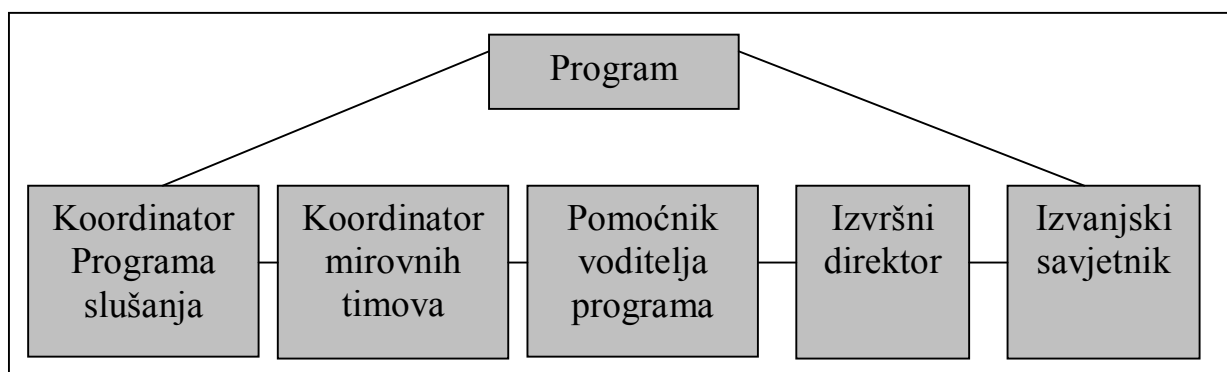 Program
Koordinator
Programa
slušanja
Koordinator
mirovnih
timova
Pomoćnik
voditelja
programa
Izvršni
direktor
Izvanjski
savjetnik